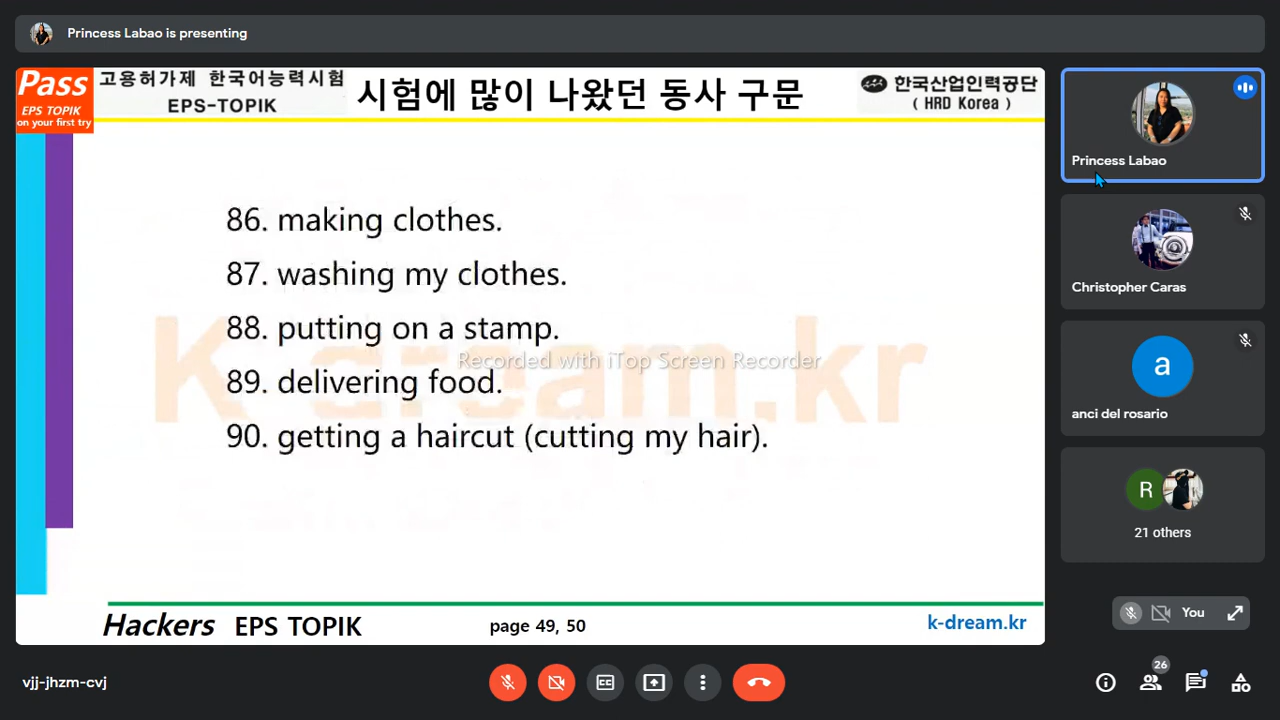 Princess Labao is presenting
Pass
EPS TOPIK
on your first try
고용허가제 한국어능력시험
EPS-TOPIK
시험에 많이 나왔던 동사 구문
한국산업인력공단
( HRD Korea )
86. making clothes.
87. washing my clothes.
88. putting on a stamp.
89. delivering food.
90. getting a haircut (cutting my hair).
K-dream.kr
Recorded with iTop Screen Recorder
Hackers EPS TOPIK
page 49, 50
k-dream.kr
Princess Labao
Christopher Caras
a
anci del rosario
R
21 others
You
vjj-jhzm-cvj
CC
26